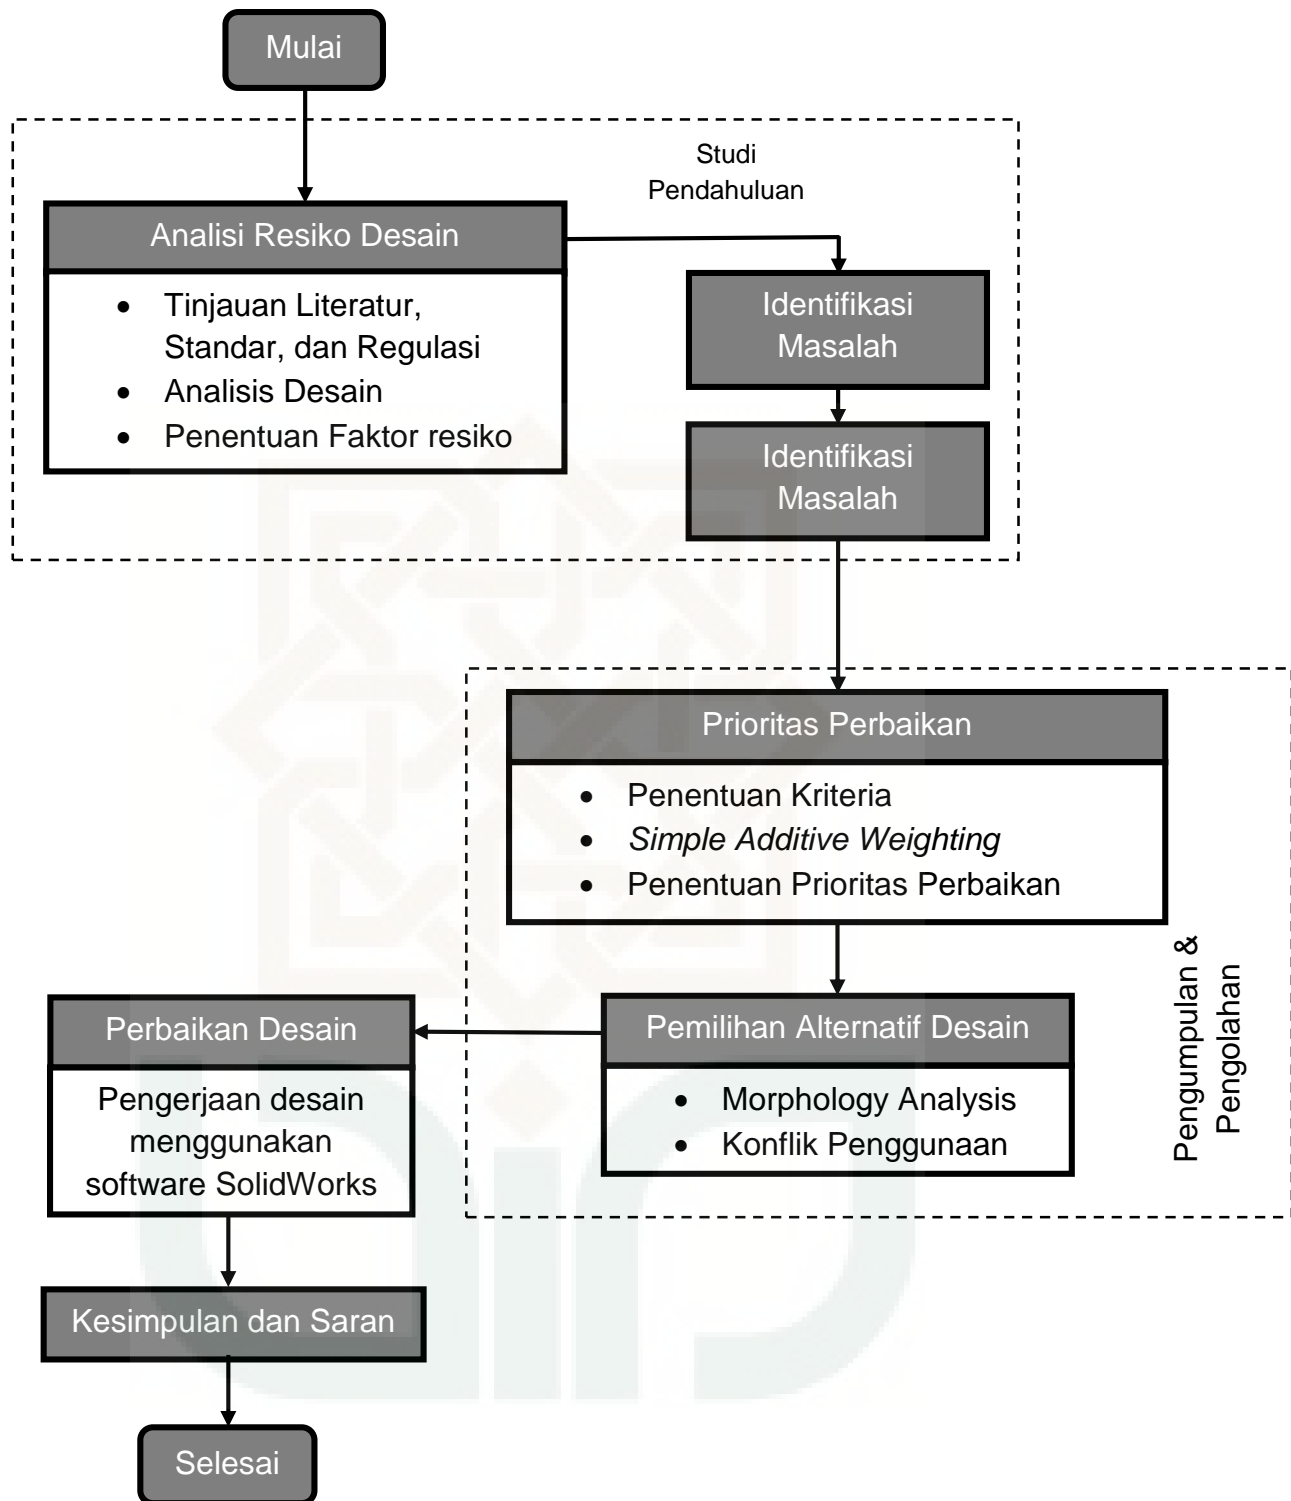 Mulai
Studi
Pendahuluan
Analisi Resiko Desain
• Tinjauan Literatur,
Standar, dan Regulasi
• Analisis Desain
• Penentuan Faktor resiko
Identifikasi
Masalah
Identifikasi
Masalah
Prioritas Perbaikan
• Penentuan Kriteria
• Simple Additive Weighting
• Penentuan Prioritas Perbaikan
Pengumpulan &
Pengolahan
Pemilihan Alternatif Desain
• Morphology Analysis
• Konflik Penggunaan
Perbaikan Desain
Pengerjaan desain
menggunakan
software SolidWorks
Kesimpulan dan Saran
Selesai